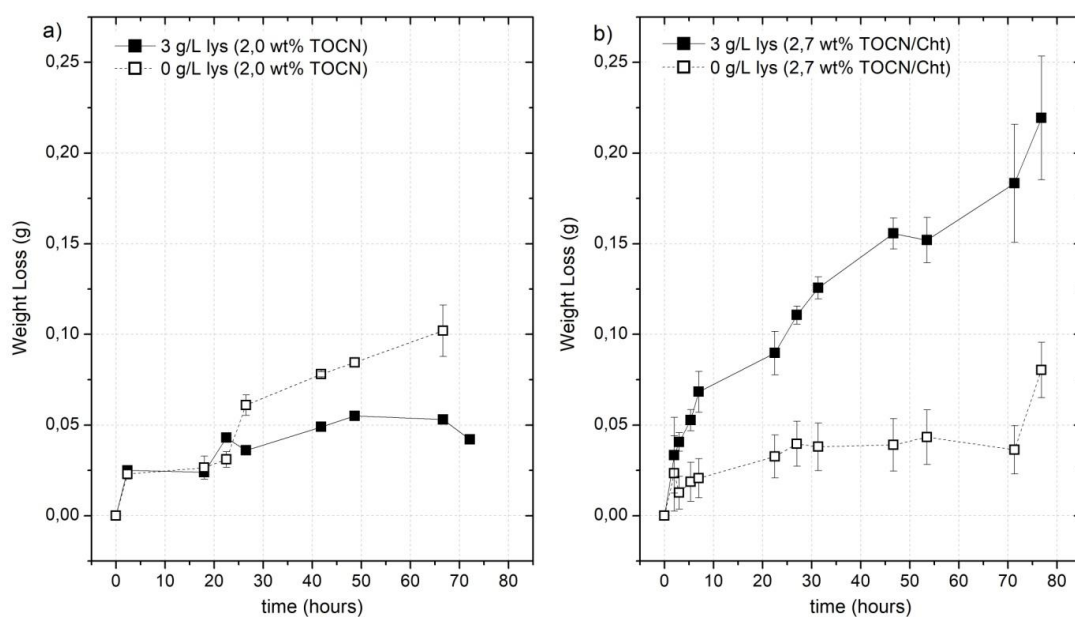 a)
3 g/L lys (2,0 wt% TOCN)
0 g/L lys (2,0 wt% TOCN)
0,25
0,20
0,15
0,10
0,05
0,00
Weight Loss (g)
0 10 20 30 40 50 60 70 80
time (hours)
b)
3 g/L lys (2,7 wt% TOCN/Cht)
0 g/L lys (2,7 wt% TOCN/Cht)
0,25
0,20
0,15
0,10
0,05
0,00
Weight Loss (g)
0 10 20 30 40 50 60 70 80
time (hours)